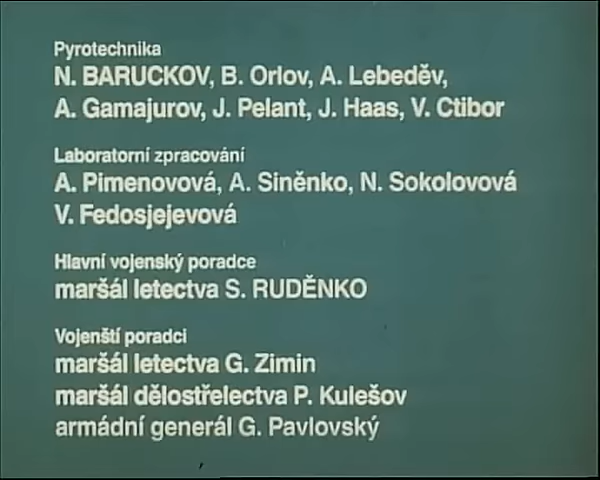 Pyrotechnika
N. BARUCKOV, B. Orlov, A. Lebeděv,
A. Gamajurov, J. Pelant, J. Haas, V. Ctibor
Laboratorní zpracování
A. Pimenovová, A. Siněnko, N. Sokolovová
V. Fedosjejevová
Hlavní vojenský poradce
maršál letectva S. RUDĚNKO
Vojenští poradci
maršál letectva G. Zimin
maršál dělostřelectva P. Kulešov
armádní generál G. Pavlovský